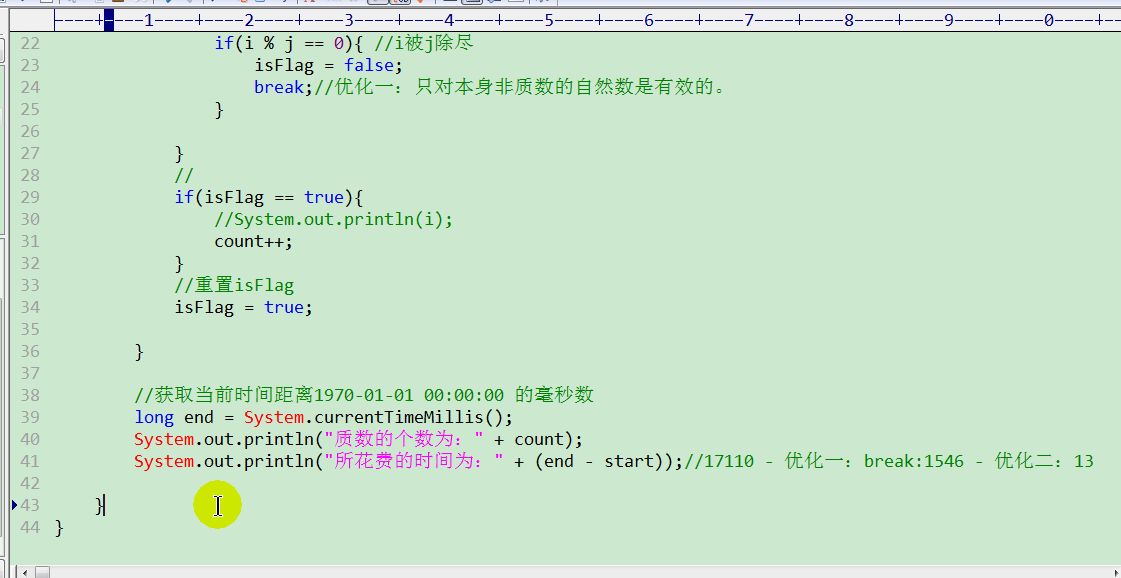 ----+----1----+----2----+----3----+----4----+----5----+----6----+----7----+----8----+----9----+----0----+--
22 if(i % j == 0){ //i被j除尽
23 isFlag = false;
24 break;//优化一：只对本身非质数的自然数是有效的。
25 }
26
27 }
28 //
29 if(isFlag == true){
30 //System.out.println(i);
31 count++;
32 }
33 //重置isFlag
34 isFlag = true;
35
36 }
37
38 //获取当前时间距离1970-01-01 00:00:00 的毫秒数
39 long end = System.currentTimeMillis();
40 System.out.println("质数的个数为：" + count);
41 System.out.println("所花费的时间为：" + (end - start));//17110 - 优化一：break:1546 - 优化二：13
42
43 }
44 }